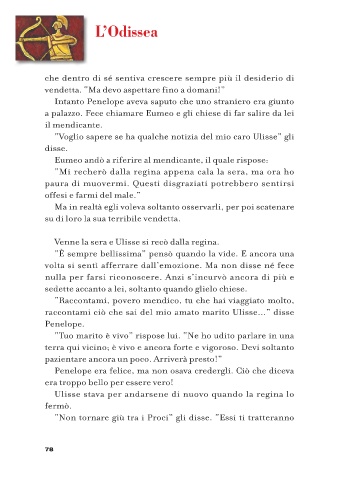 L'Odissea
che dentro di sé sentiva crescere sempre più il desiderio di
vendetta. "Ma devo aspettare fino a domani!"
Intanto Penelope aveva saputo che uno straniero era giunto
a palazzo. Fece chiamare Eumeo e gli chiese di far salire da lei
il mendicante.
"Voglio sapere se ha qualche notizia del mio caro Ulisse" gli
disse.
Eumeo andò a riferire al mendicante, il quale rispose:
"Mi recherò dalla regina appena cala la sera, ma ora ho
paura di muovermi. Questi disgraziati potrebbero sentirsi
offesi e farmi del male."
Ma in realtà egli voleva soltanto osservarli, per poi scatenare
su di loro la sua terribile vendetta.
Venne la sera e Ulisse si recò dalla regina.
"È sempre bellissima" pensò quando la vide. E ancora una
volta si sentì afferrare dall'emozione. Ma non disse né fece
nulla per farsi riconoscere. Anzi s'incurvò ancora di più e
sedette accanto a lei, soltanto quando glielo chiese.
"Raccontami, povero mendico, tu che hai viaggiato molto,
raccontami ciò che sai del mio amato marito Ulisse..." disse
Penelope.
"Tuo marito è vivo" rispose lui. "Ne ho udito parlare in una
terra qui vicino; è vivo e ancora forte e vigoroso. Devi soltanto
pazientare ancora un poco. Arriverà presto!"
Penelope era felice, ma non osava credergli. Ciò che diceva
era troppo bello per essere vero!
Ulisse stava per andarsene di nuovo quando la regina lo
fermò.
"Non tornare giù tra i Proci" gli disse. "Essi ti tratteranno
78